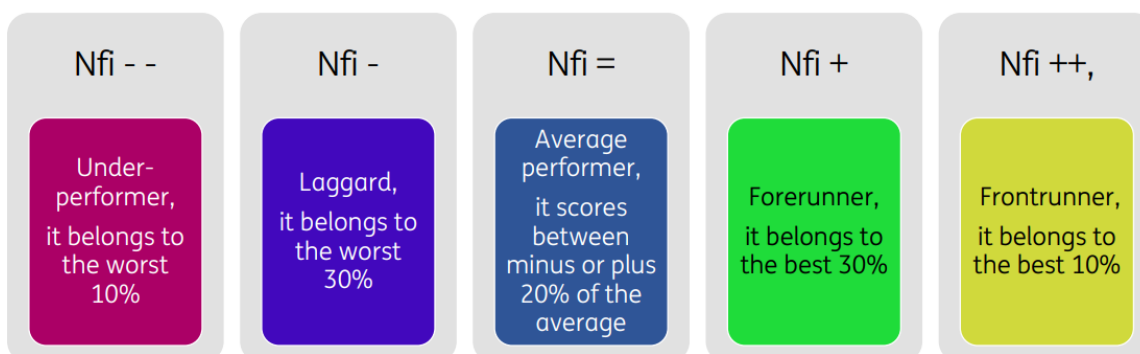 Nfi - -
Under-
performer,
it belongs to
the worst
10%
Nfi -
Laggard,
it belongs to
the worst
30%
Nfi =
Average
performer,
it scores
between
minus or plus
20% of the
average
Nfi +
Forerunner,
it belongs to
the best 30%
Nfi ++,
Frontrunner,
it belongs to
the best 10%